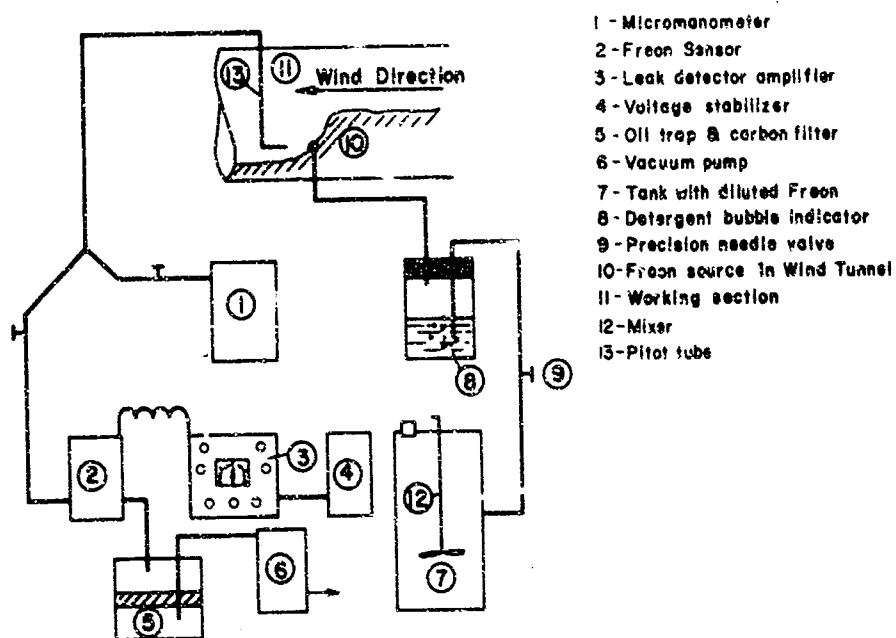 1 - Micromanometer
2 - Freon Sensor
3 - Leak detector amplifier
4 - Voltage stabilizer
5 - Oil trap & carbon filter
6 - Vacuum pump
7 - Tank with diluted Freon
8 - Detergent bubble indicator
9 - Precision needle valve
10 - Freon source in Wind Tunnel
11 - Working section
12 - Mixer
13 - Pitot tube
13
11
Wind Direction
10
1
8
9
2
3
4
12
6
7
5